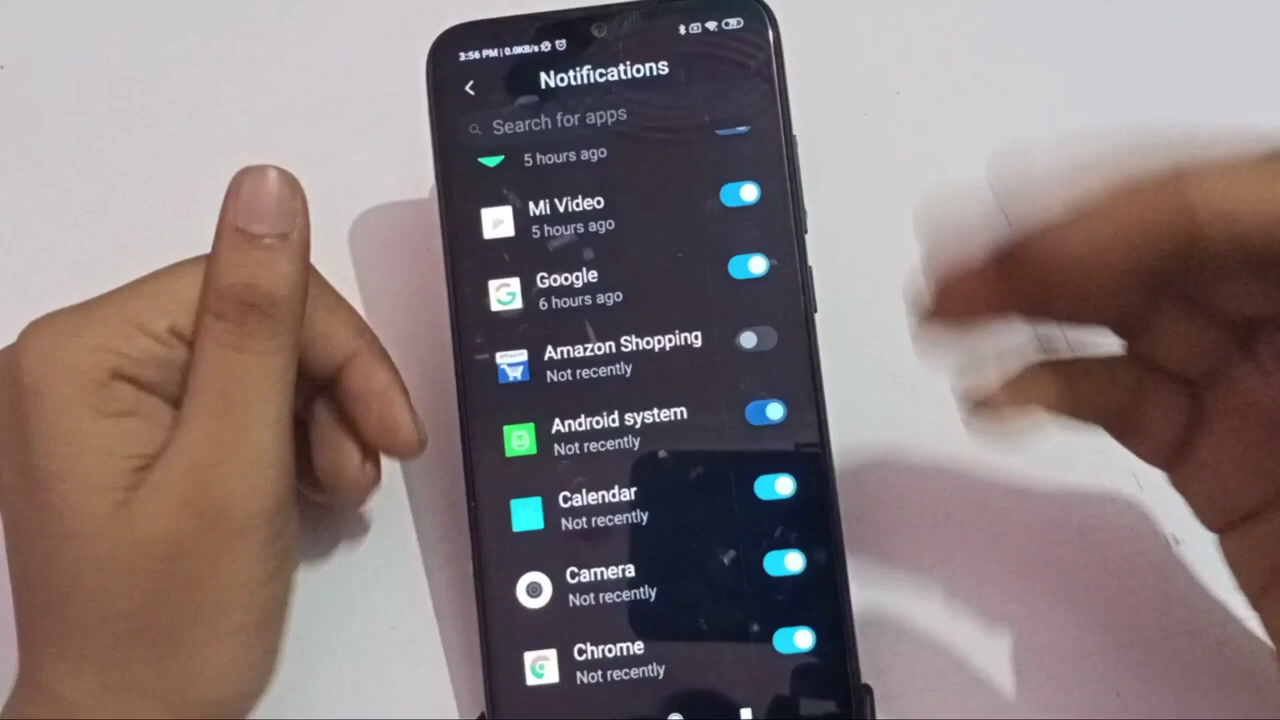 3:56 PM | 0.0KB/s
79
Notifications
Search for apps
5 hours ago
Mi Video
5 hours ago
Google
6 hours ago
Amazon Shopping
Not recently
amazon
Android system
Not recently
Calendar
Not recently
Camera
Not recently
Chrome
Not recently